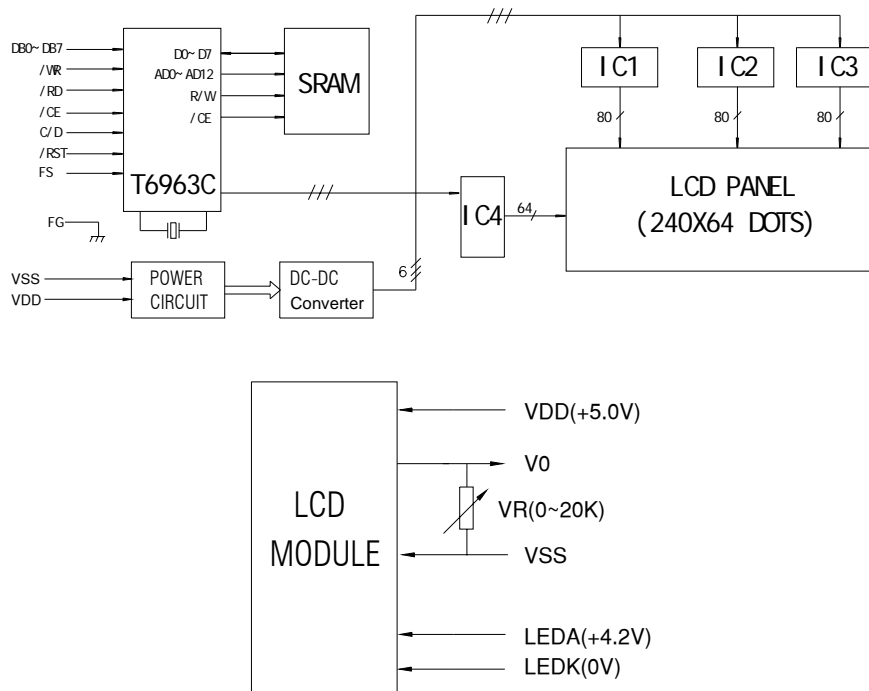 DB0~DB7
/WR
/RD
/CE
C/D
/RST
FS
FG
D0~D7
AD0~AD12
R/W
/CE
T6963C
SRAM
IC1
IC2
IC3
80
80
80
IC4
64
LCD PANEL
(240X64 DOTS)
VSS
VDD
POWER
CIRCUIT
DC-DC
Converter
6
LCD
MODULE
VDD(+5.0V)
V0
VR(0~20K)
VSS
LEDA(+4.2V)
LEDK(0V)